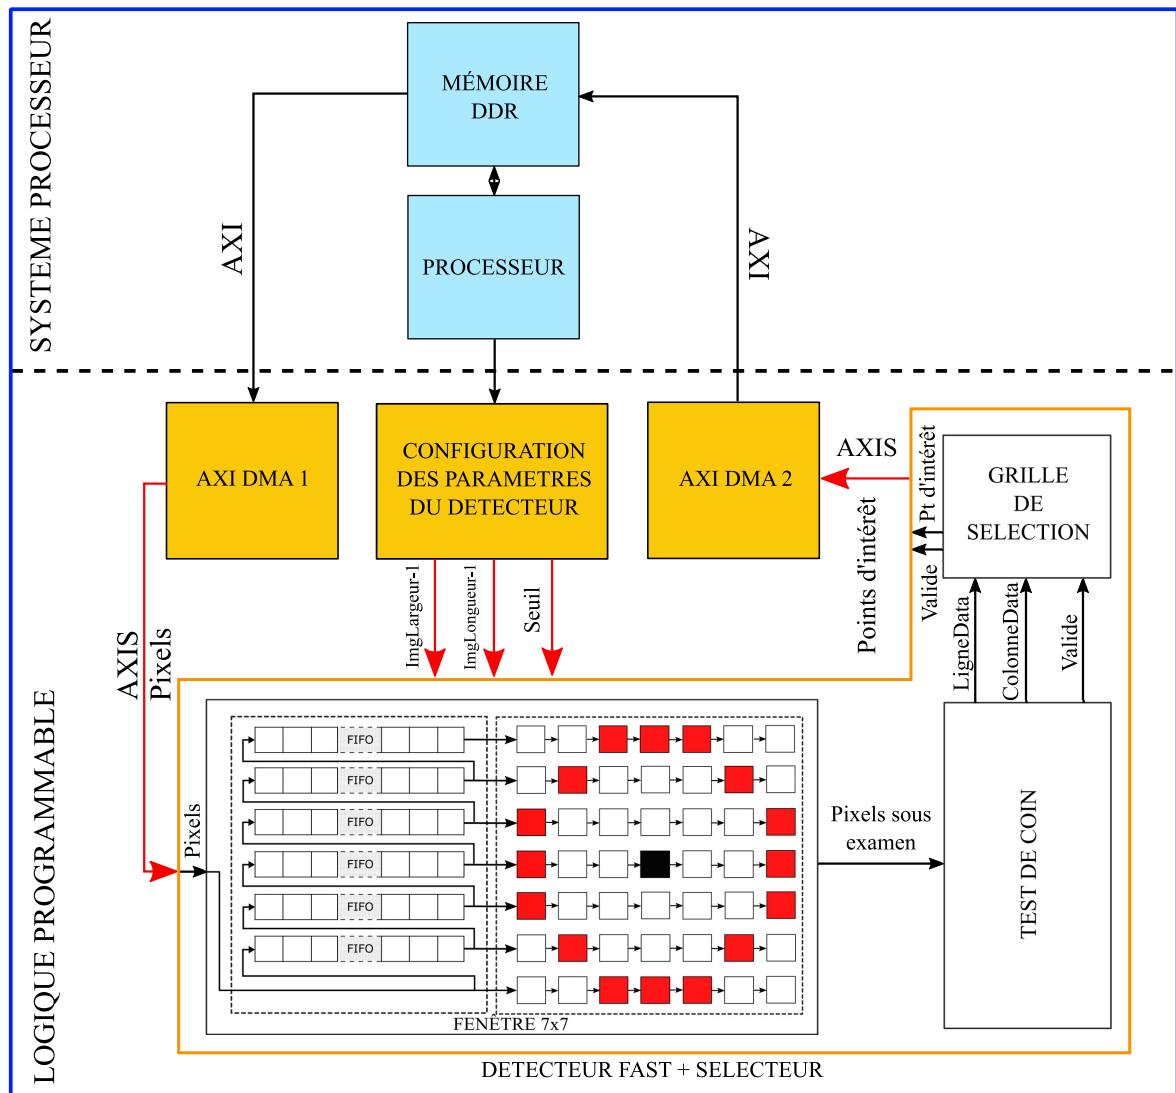 SYSTEME PROCESSEUR
MÉMOIRE
DDR
AXI
AXI
PROCESSEUR
LOGIQUE PROGRAMMABLE
AXI DMA 1
CONFIGURATION
DES PARAMETRES
DU DETECTEUR
AXI DMA 2
AXIS
Points d'intérêt
Pt d'intérêt
Valide
GRILLE
DE
SELECTION
AXIS
Pixels
ImgLargeur-1
ImgLongueur-1
Seuil
LigneData
ColonneData
Valide
Pixels
FIFO
FIFO
FIFO
FIFO
FIFO
FIFO
FENÊTRE 7x7
Pixels sous
examen
TEST DE COIN
DETECTEUR FAST + SELECTEUR